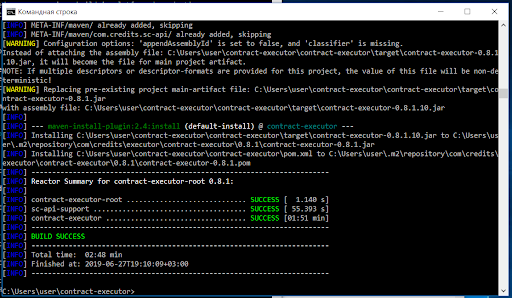 Командная строка
[INFO] META-INF/maven/ already added, skipping
[INFO] META-INF/maven/com.credits.sc-api/ already added, skipping
[WARNING] Configuration options: 'appendAssemblyId' is set to false, and 'classifier' is missing.
Instead of attaching the assembly file: C:\Users\user\contract-executor\contract-executor\target\contract-executor-0.8.1
.10.jar, it will become the file for main project artifact.
NOTE: If multiple descriptors or descriptor-formats are provided for this project, the value of this file will be non-de
terministic!
[WARNING] Replacing pre-existing project main-artifact file: C:\Users\user\contract-executor\contract-executor\target\co
ntract-executor-0.8.1.jar
with assembly file: C:\Users\user\contract-executor\contract-executor\target\contract-executor-0.8.1.10.jar
[INFO]
[INFO] --- maven-install-plugin:2.4:install (default-install) @ contract-executor ---
[INFO] Installing C:\Users\user\contract-executor\contract-executor\target\contract-executor-0.8.1.10.jar to C:\Users\us
er\.m2\repository\com\credits\executor\contract-executor\0.8.1\contract-executor-0.8.1.jar
[INFO] Installing C:\Users\user\contract-executor\contract-executor\pom.xml to C:\Users\user\.m2\repository\com\credits\
executor\contract-executor\0.8.1\contract-executor-0.8.1.pom
[INFO] ------------------------------------------------------------------------
[INFO] Reactor Summary for contract-executor-root 0.8.1:
[INFO]
[INFO] contract-executor-root ............................. SUCCESS [  1.140 s]
[INFO] sc-api-support ..................................... SUCCESS [ 55.393 s]
[INFO] contract-executor .................................. SUCCESS [01:51 min]
[INFO] ------------------------------------------------------------------------
[INFO] BUILD SUCCESS
[INFO] ------------------------------------------------------------------------
[INFO] Total time:  02:48 min
[INFO] Finished at: 2019-06-27T19:10:09+03:00
[INFO] ------------------------------------------------------------------------
C:\Users\user\contract-executor>